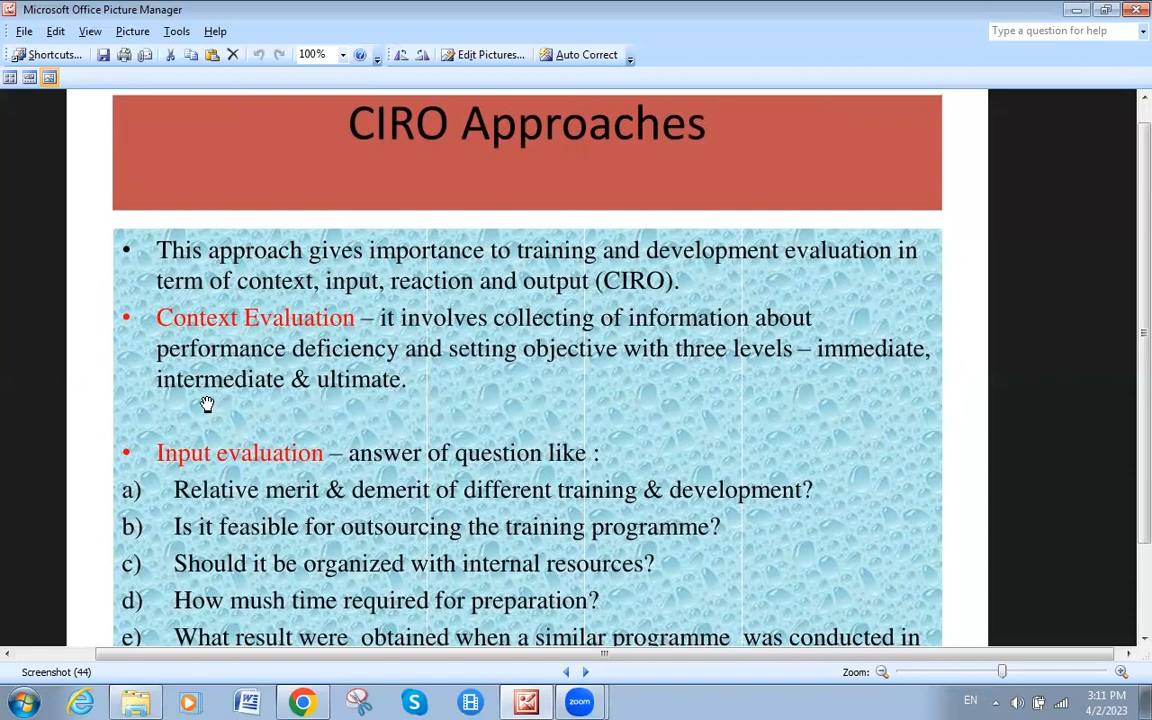 Microsoft Office Picture Manager
File Edit View Picture Tools Help
Type a question for help
Shortcuts... 100% Edit Pictures... Auto Correct
CIRO Approaches
• This approach gives importance to training and development evaluation in
term of context, input, reaction and output (CIRO).
• Context Evaluation – it involves collecting of information about
performance deficiency and setting objective with three levels – immediate,
intermediate & ultimate.
• Input evaluation – answer of question like :
a) Relative merit & demerit of different training & development?
b) Is it feasible for outsourcing the training programme?
c) Should it be organized with internal resources?
d) How mush time required for preparation?
e) What result were obtained when a similar programme was conducted in
Screenshot (44) Zoom:
zoom EN 3:11 PM
4/2/2023